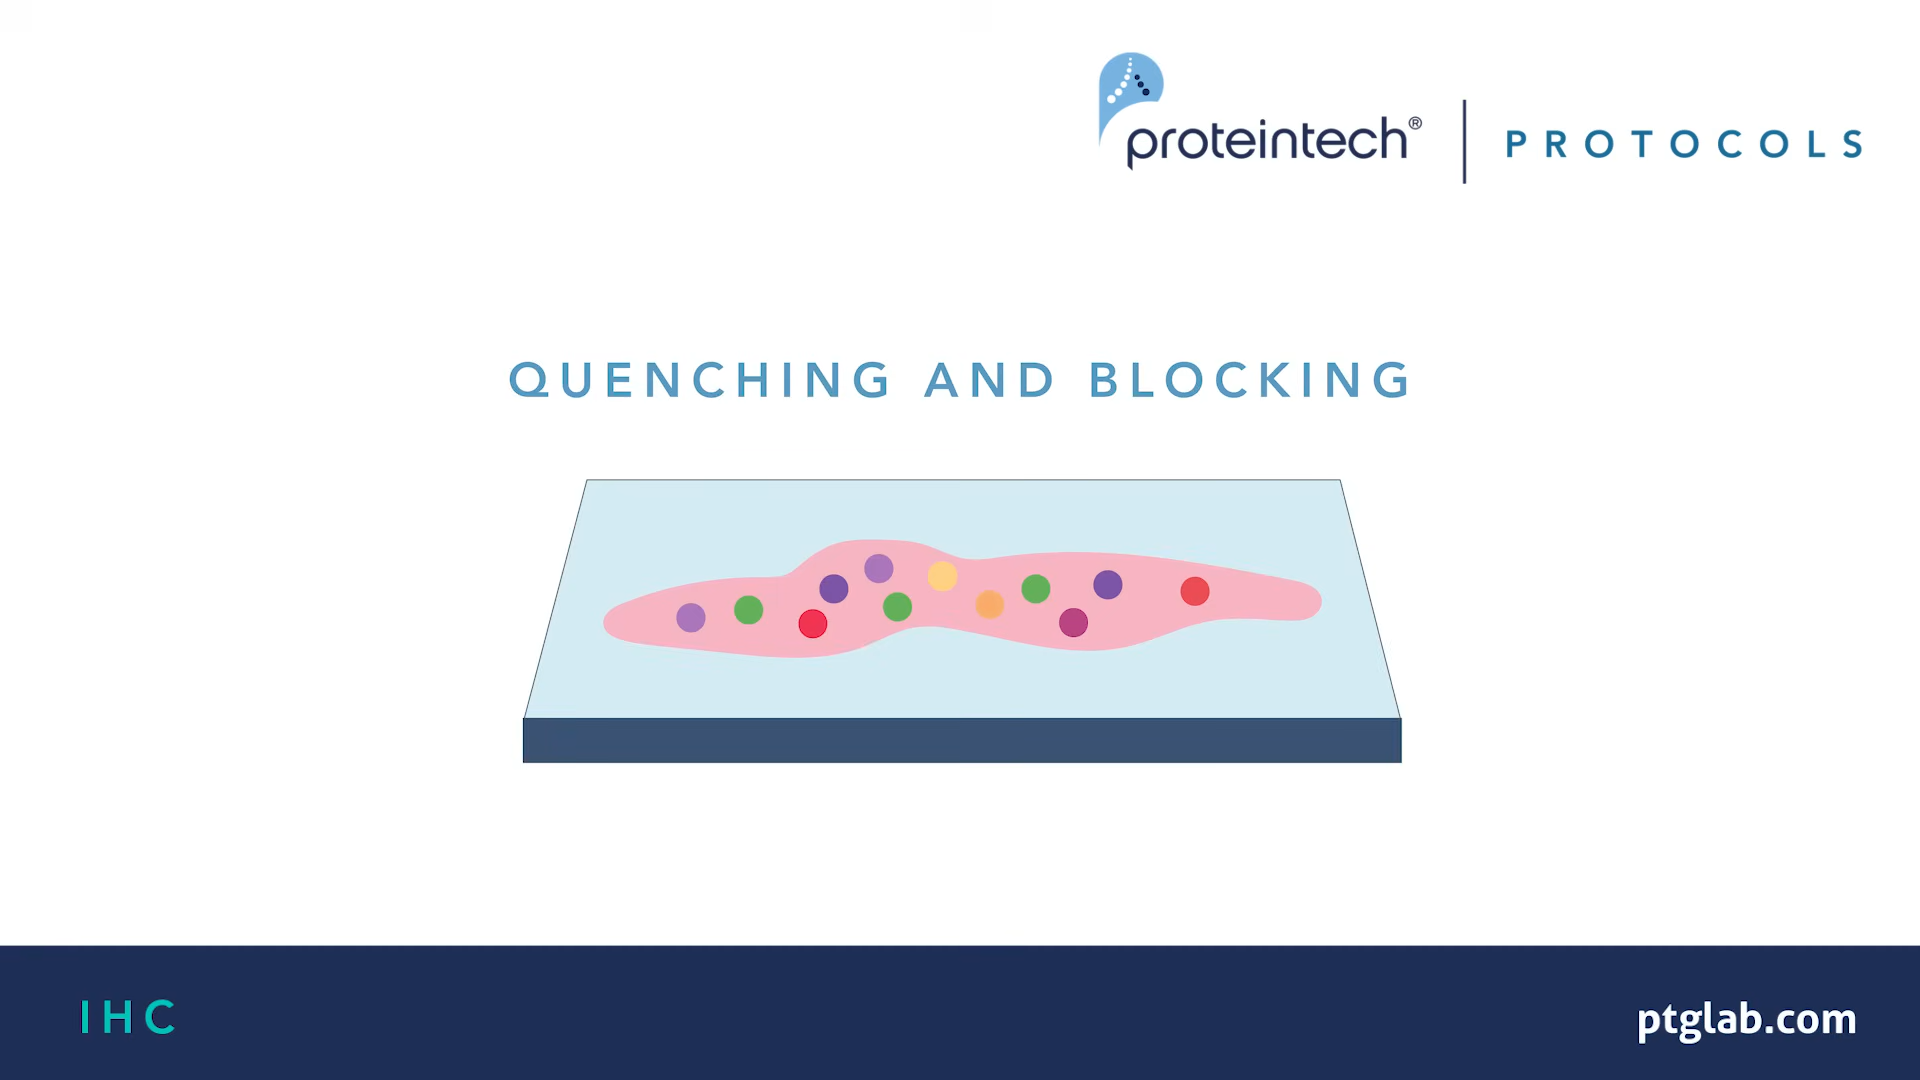 proteintech®
PROTOCOLS
QUENCHING AND BLOCKING
IHC
ptglab.com